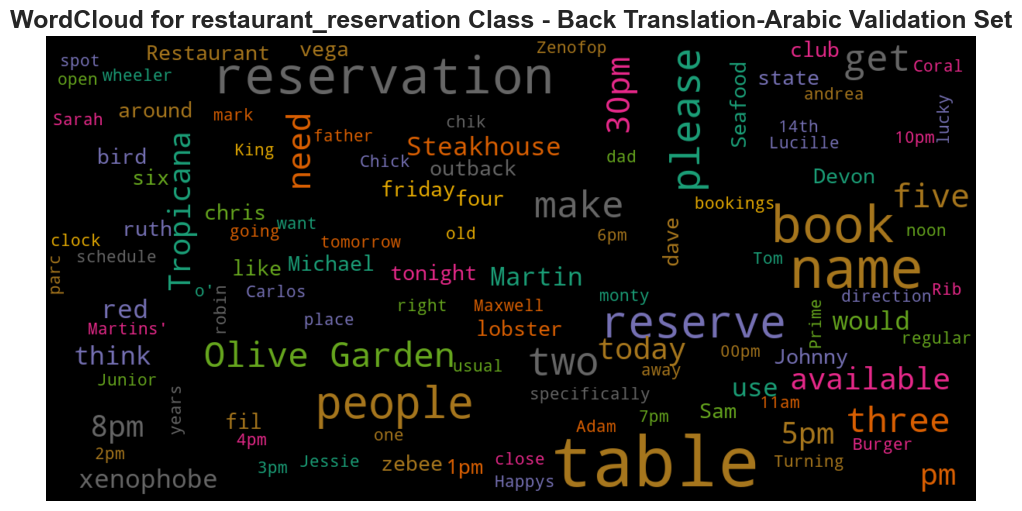 WordCloud for restaurant_reservation Class - Back Translation-Arabic Validation Set
spot
Restaurant
vega
Zenofop
club
get
Coral
open
wheeler
reservation
30pm
please
Seafood
state
andrea
lucky
Sarah
around
mark
need
father
chik
14th
10pm
bird
King
Chick
Steakhouse
outback
dad
Lucille
six
Tropicana
friday
four
make
bookings
Devon
five
ruth
chris
going
want
tomorrow
old
6pm
dave
book
noon
clock
schedule
parc
like
Michael
tonight
Martin
Tom
name
red
o'
robin
Carlos
right
Maxwell
monty
direction
Rib
Martins'
place
lobster
reserve
Prime
would
regular
think
Olive Garden
usual
two
today
00pm
Johnny
Junior
away
use
available
years
people
specifically
8pm
fil
4pm
one
Adam
7pm
Sam
11am
three
2pm
3pm
Jessie
zebee
1pm
close
table
5pm
Burger
xenophobe
Happys
Turning
pm